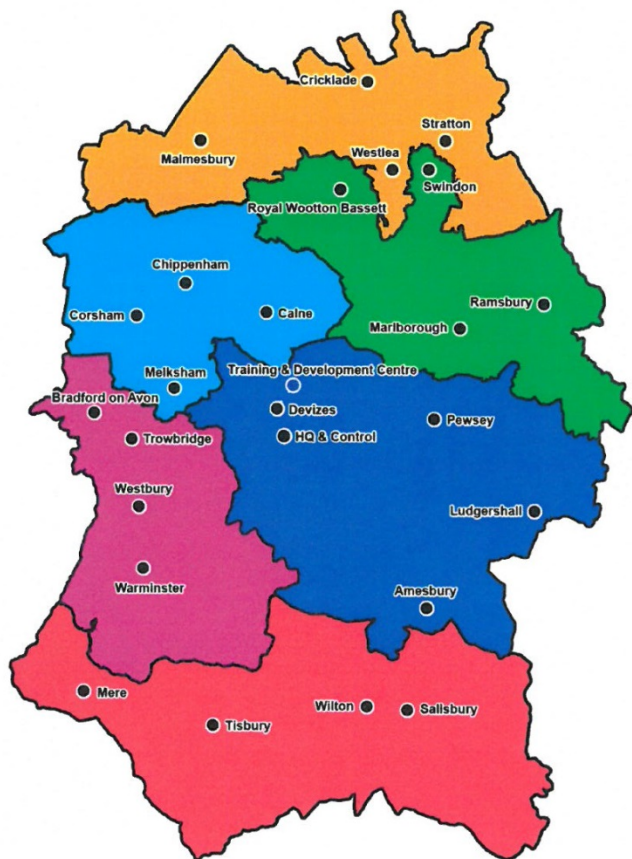 Cricklade
Stratton
Malmesbury
Westlea
Swindon
Royal Wootton Bassett
Chippenham
Ramsbury
Corsham
Calne
Marlborough
Training & Development Centre
Melksham
Bradford on Avon
Devizes
Pewsey
Trowbridge
HQ & Control
Westbury
Ludgershall
Warminster
Amesbury
Mere
Wilton
Salisbury
Tisbury